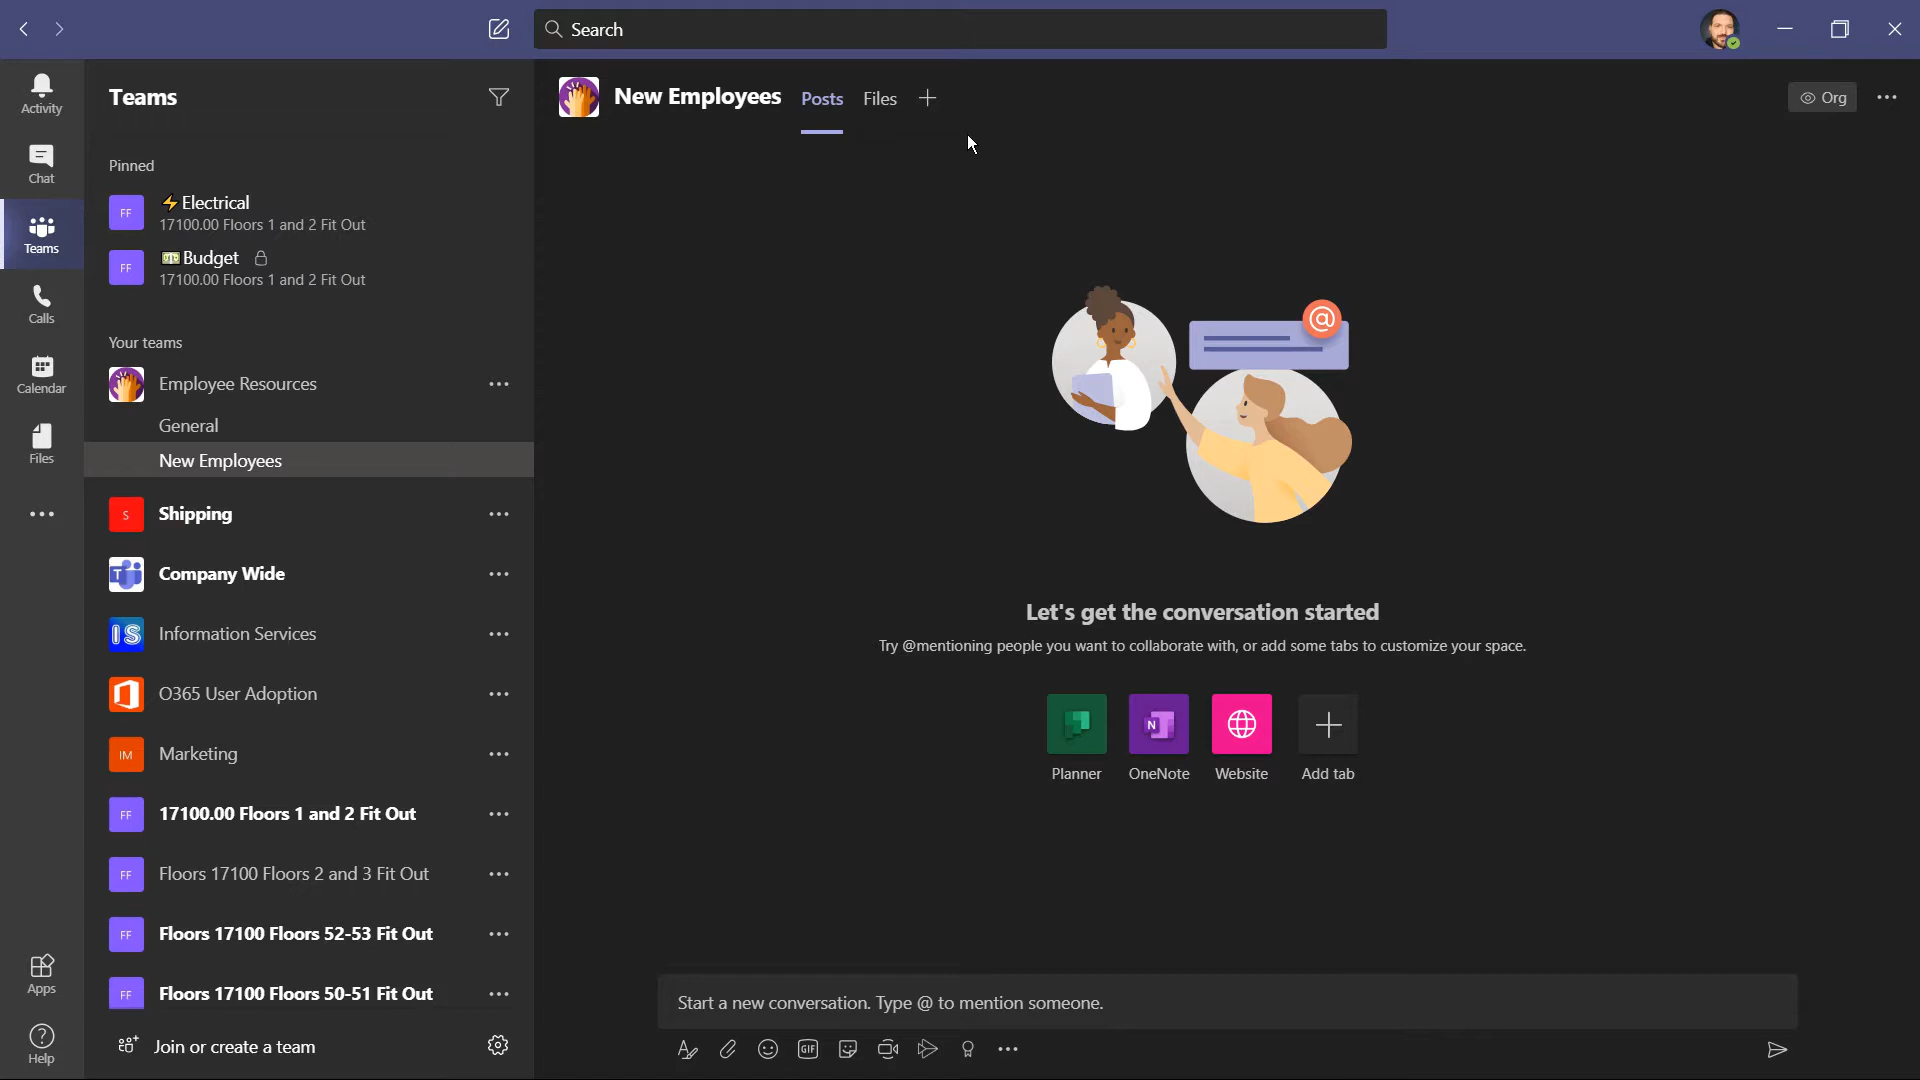 Search
Activity
Chat
Teams
Calls
Calendar
Files
Apps
Help
Teams
Pinned
FF
⚡Electrical
17100.00 Floors 1 and 2 Fit Out
FF
💵Budget
17100.00 Floors 1 and 2 Fit Out
Your teams
Employee Resources
General
New Employees
S
Shipping
T
Company Wide
IS
Information Services
O365 User Adoption
IM
Marketing
FF
17100.00 Floors 1 and 2 Fit Out
FF
Floors 17100 Floors 2 and 3 Fit Out
FF
Floors 17100 Floors 52-53 Fit Out
FF
Floors 17100 Floors 50-51 Fit Out
Join or create a team
New Employees Posts Files
Org
@
Let's get the conversation started
Try @mentioning people you want to collaborate with, or add some tabs to customize your space.
N
Planner OneNote Website Add tab
Start a new conversation. Type @ to mention someone.
GIF